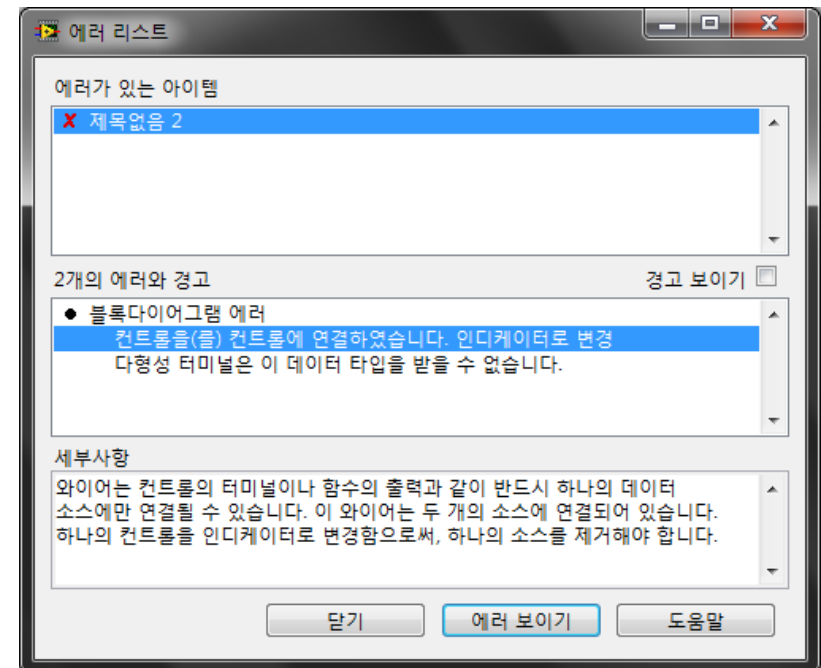 에러 리스트
에러가 있는 아이템
✗ 제목없음 2
2개의 에러와 경고
경고 보이기
● 블록다이어그램 에러
컨트롤을(를) 컨트롤에 연결하였습니다. 인디케이터로 변경
다형성 터미널은 이 데이터 타입을 받을 수 없습니다.
세부사항
와이어는 컨트롤의 터미널이나 함수의 출력과 같이 반드시 하나의 데이터
소스에만 연결될 수 있습니다. 이 와이어는 두 개의 소스에 연결되어 있습니다.
하나의 컨트롤을 인디케이터로 변경함으로써, 하나의 소스를 제거해야 합니다.
닫기
에러 보이기
도움말